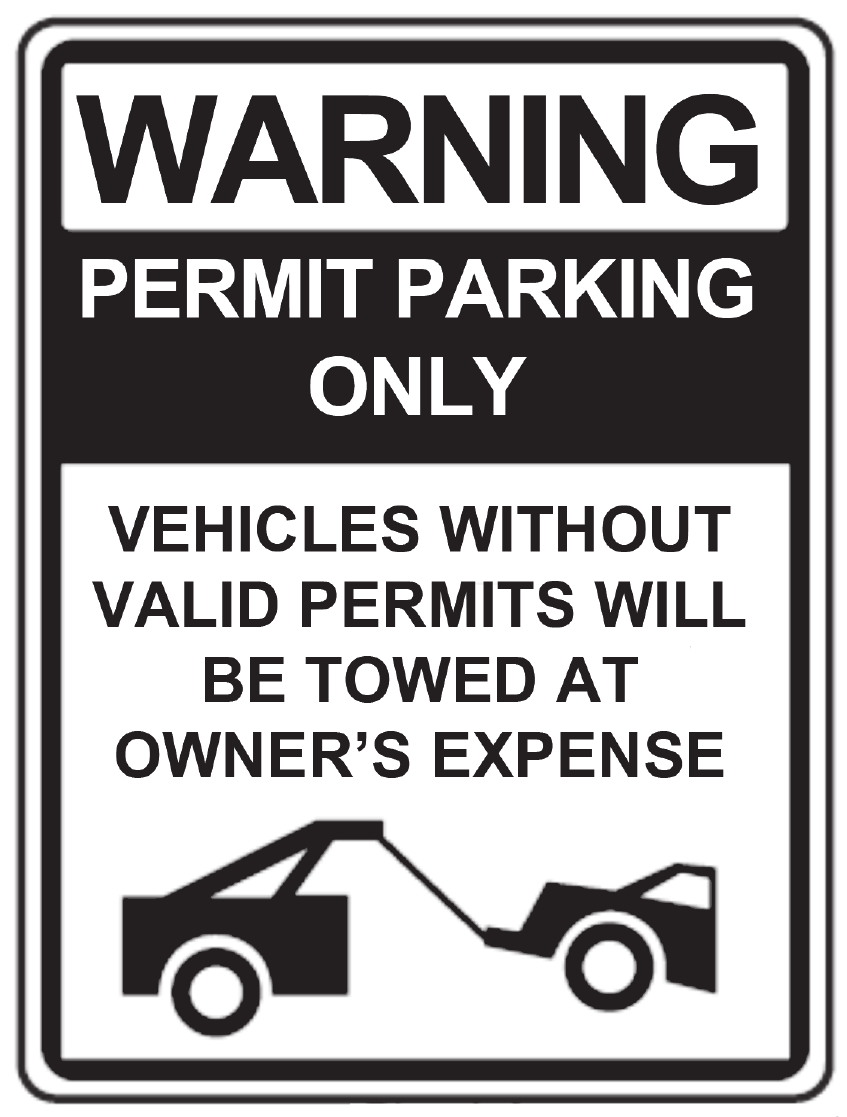 WARNING
PERMIT PARKING
ONLY
VEHICLES WITHOUT
VALID PERMITS WILL
BE TOWED AT
OWNER’S EXPENSE